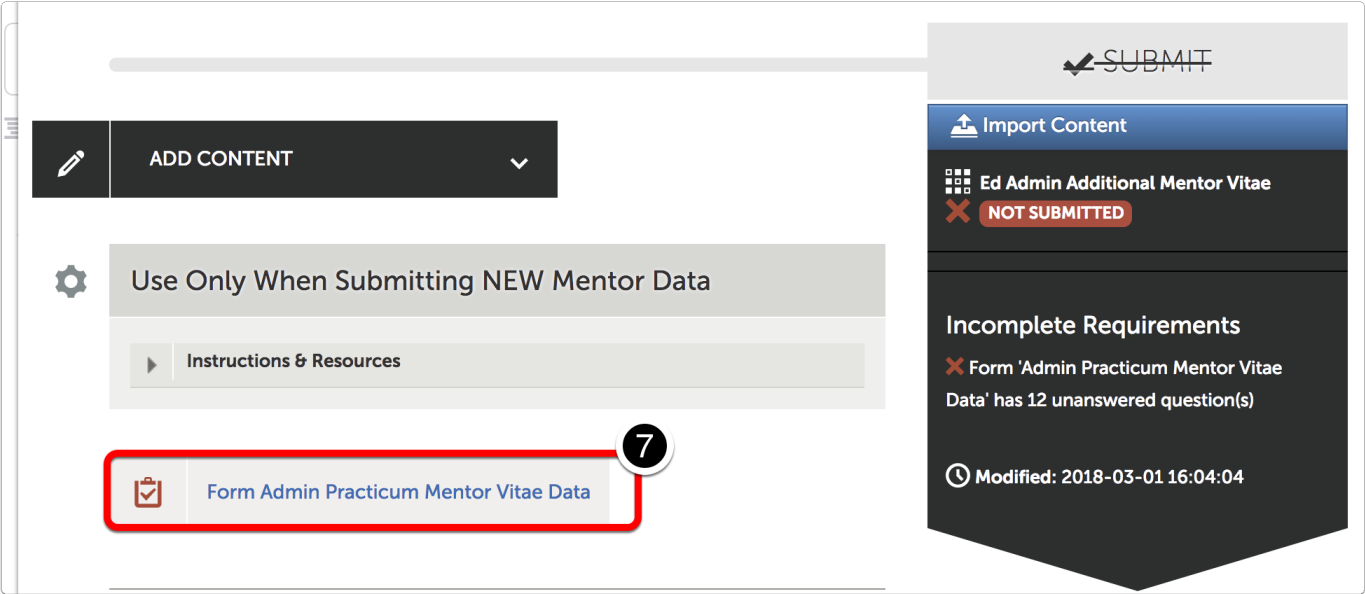 SUBMIT
Import Content
ADD CONTENT
Ed Admin Additional Mentor Vitae
NOT SUBMITTED
Use Only When Submitting NEW Mentor Data
Instructions & Resources
Incomplete Requirements
Form 'Admin Practicum Mentor Vitae
Data' has 12 unanswered question(s)
7
Form Admin Practicum Mentor Vitae Data
Modified: 2018-03-01 16:04:04